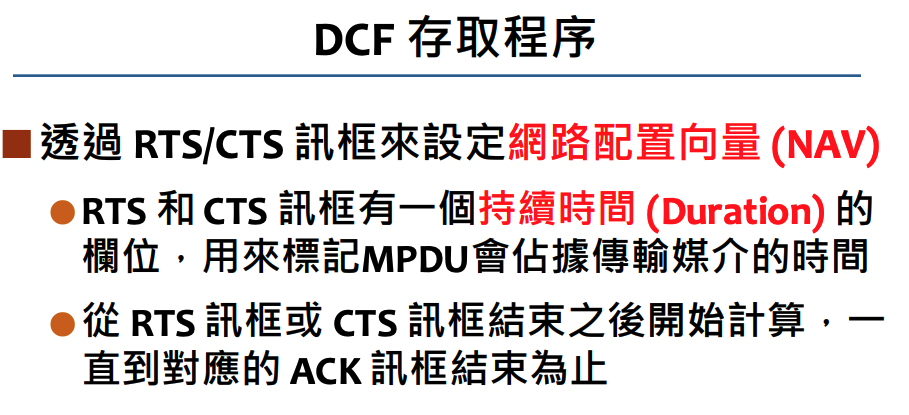 DCF 存取程序
透過 RTS/CTS 訊框來設定網路配置向量 (NAV)
RTS 和 CTS 訊框有一個持續時間 (Duration) 的
欄位，用來標記MPDU會佔據傳輸媒介的時間
從 RTS 訊框或 CTS 訊框結束之後開始計算，一
直到對應的 ACK 訊框結束為止